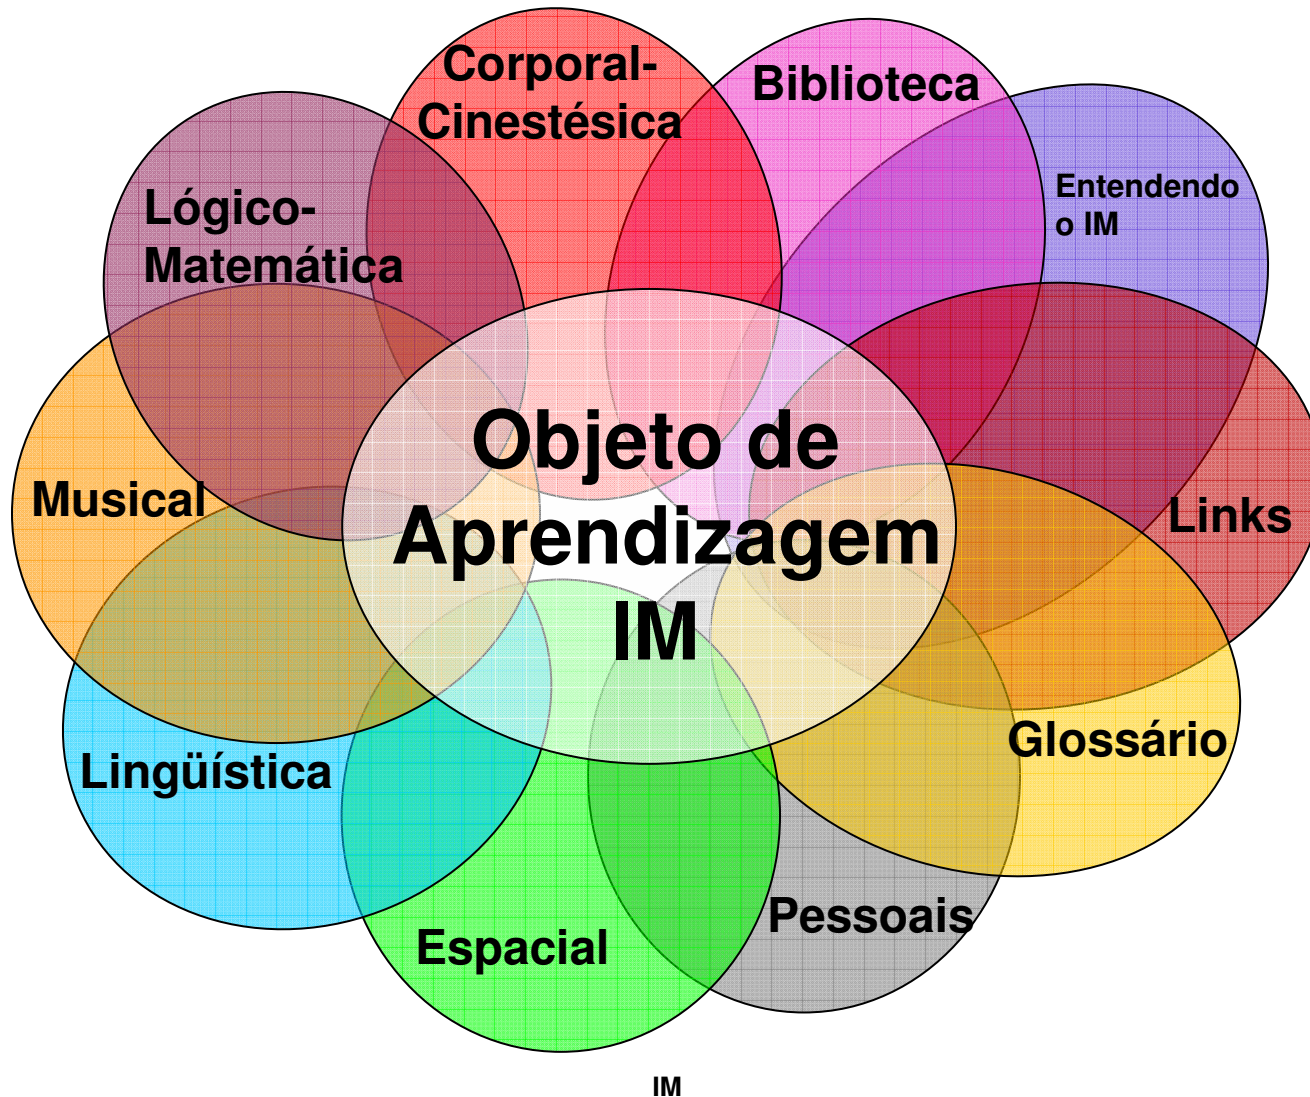 Corporal-
Cinestésica
Biblioteca
Entendendo
o IM
Lógico-
Matemática
Objeto de
Aprendizagem
IM
Musical
Links
Lingüística
Glossário
Espacial
Pessoais
IM